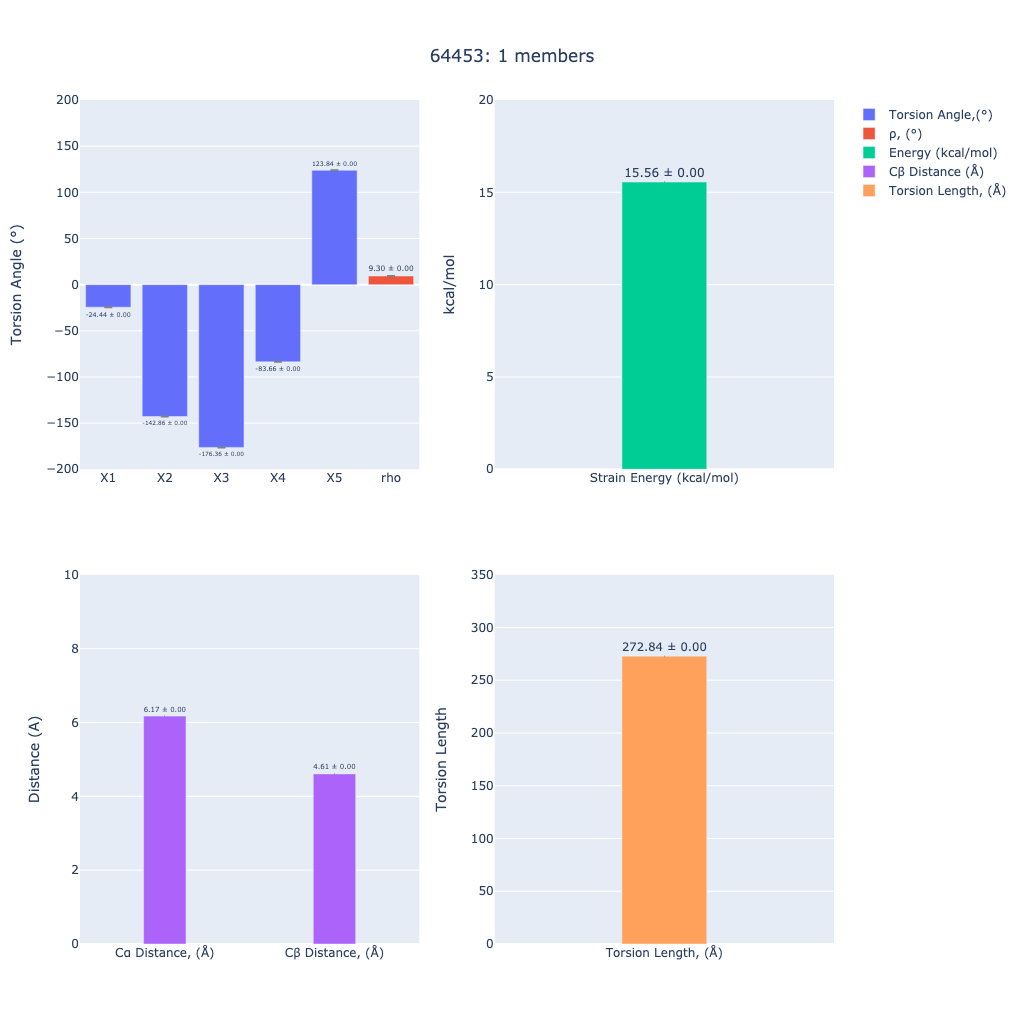 64453: 1 members
Torsion Angle (°)
200
150
100
50
0
−50
−100
−150
−200
-24.44 ± 0.00
-142.86 ± 0.00
-176.36 ± 0.00
-83.66 ± 0.00
123.84 ± 0.00
9.30 ± 0.00
X1 X2 X3 X4 X5 rho
kcal/mol
20
15
10
5
0
15.56 ± 0.00
Strain Energy (kcal/mol)
Torsion Angle,(°)
ρ, (°)
Energy (kcal/mol)
Cβ Distance (Å)
Torsion Length, (Å)
Distance (A)
10
8
6
4
2
0
6.17 ± 0.00
4.61 ± 0.00
Cα Distance, (Å) Cβ Distance, (Å)
Torsion Length
350
300
250
200
150
100
50
0
272.84 ± 0.00
Torsion Length, (Å)